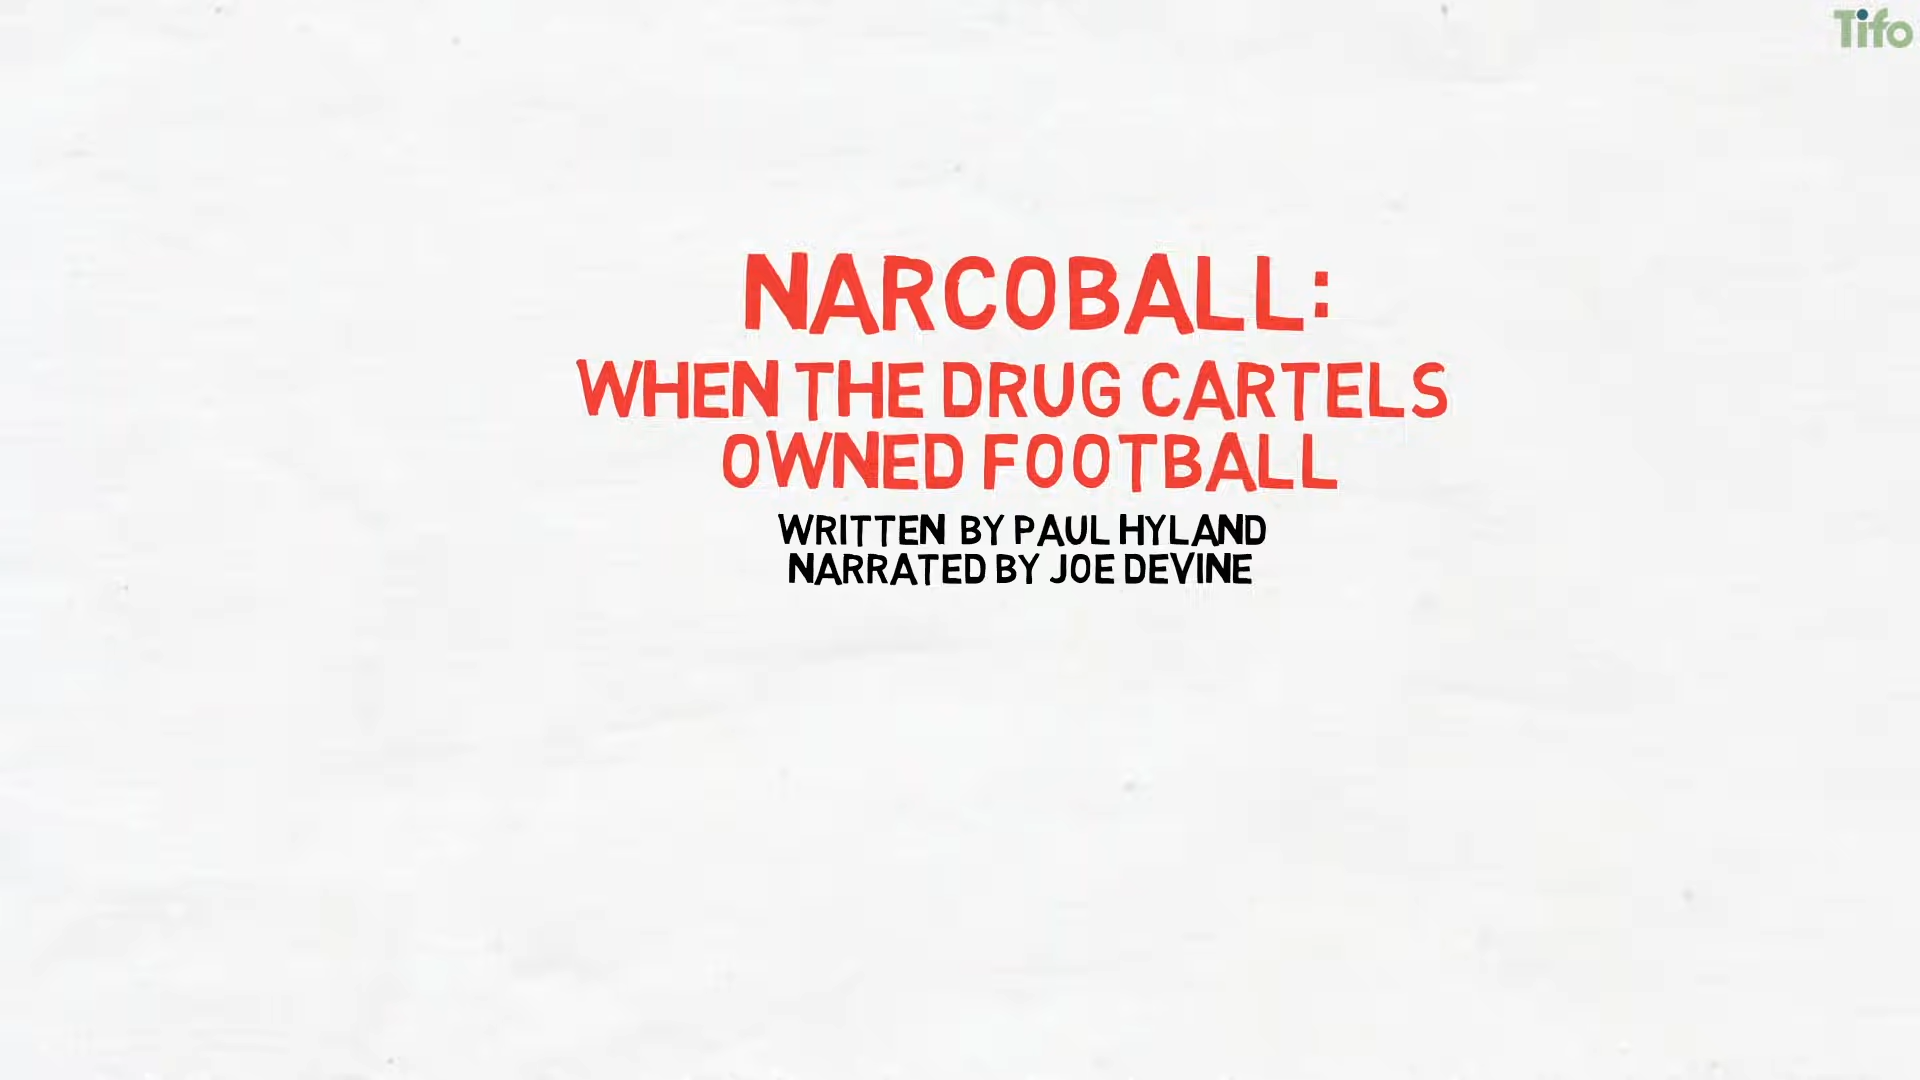 Tifo
NARCOBALL:
WHEN THE DRUG CARTELS
OWNED FOOTBALL
WRITTEN BY PAUL HYLAND
NARRATED BY JOE DEVINE